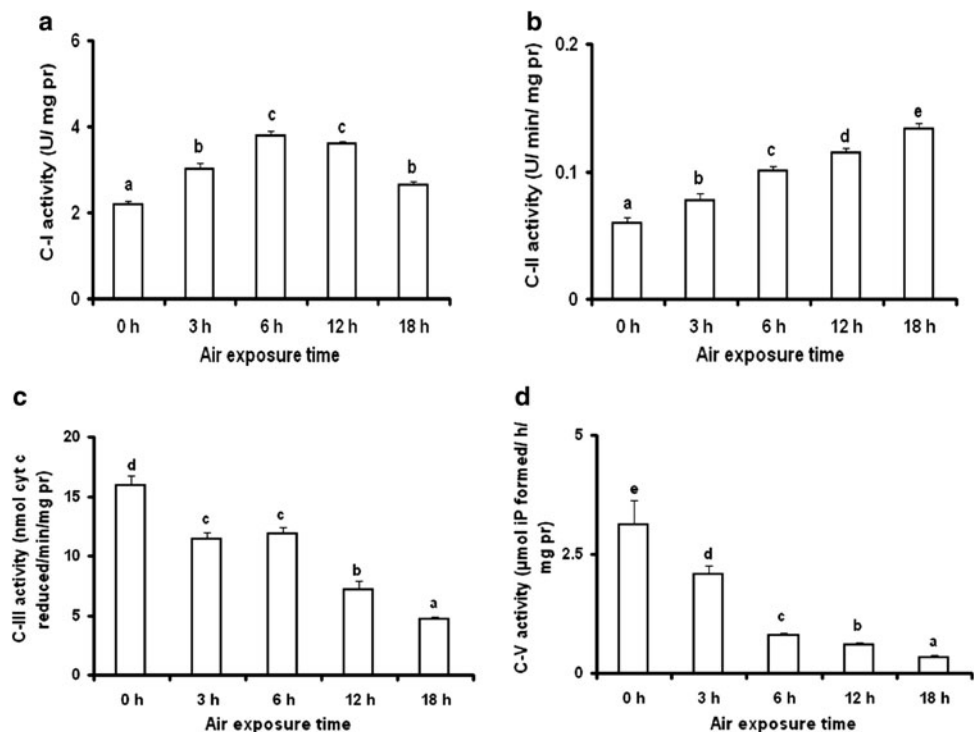 a
C-I activity (U/ mg pr)
6
4
2
0
a
b
c
c
b
0 h 3 h 6 h 12 h 18 h
Air exposure time
b
C-II activity (U/ min/ mg pr)
0.2
0.1
0
a
b
c
d
e
0 h 3 h 6 h 12 h 18 h
Air exposure time
c
C-III activity (nmol cyt c
reduced/min/mg pr)
20
15
10
5
0
d
c
c
b
a
0 h 3 h 6 h 12 h 18 h
Air exposure time
d
C-V activity (μmol iP formed/ h/
mg pr)
5
2.5
0
e
d
c
b
a
0 h 3 h 6 h 12 h 18 h
Air exposure time